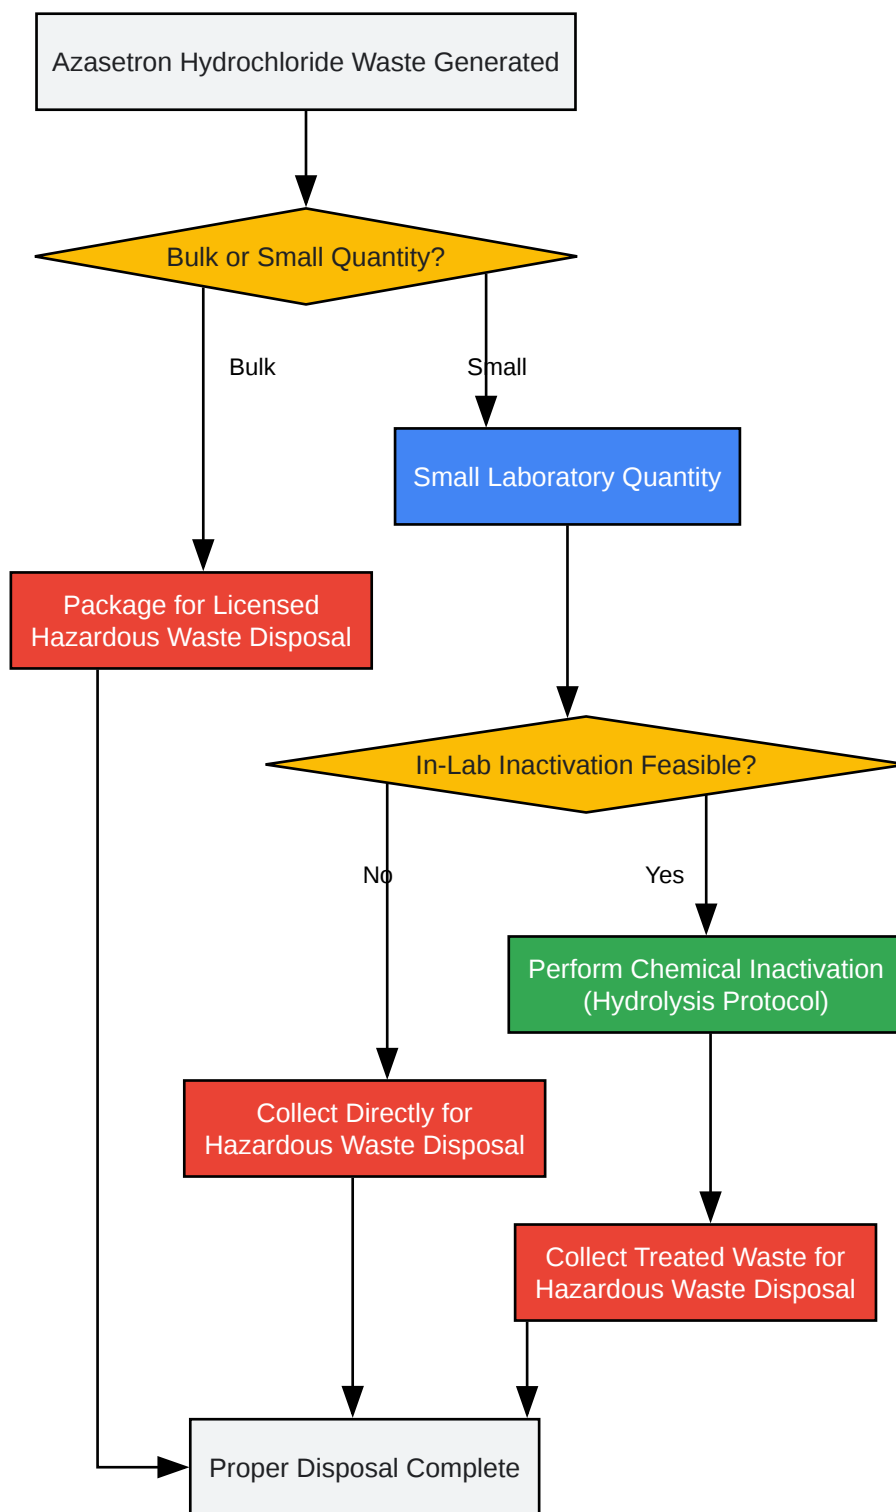 Azasetron Hydrochloride Waste Generated
Bulk or Small Quantity?
Bulk
Small
Small Laboratory Quantity
Package for Licensed
Hazardous Waste Disposal
In-Lab Inactivation Feasible?
No
Yes
Perform Chemical Inactivation
(Hydrolysis Protocol)
Collect Directly for
Hazardous Waste Disposal
Collect Treated Waste for
Hazardous Waste Disposal
Proper Disposal Complete